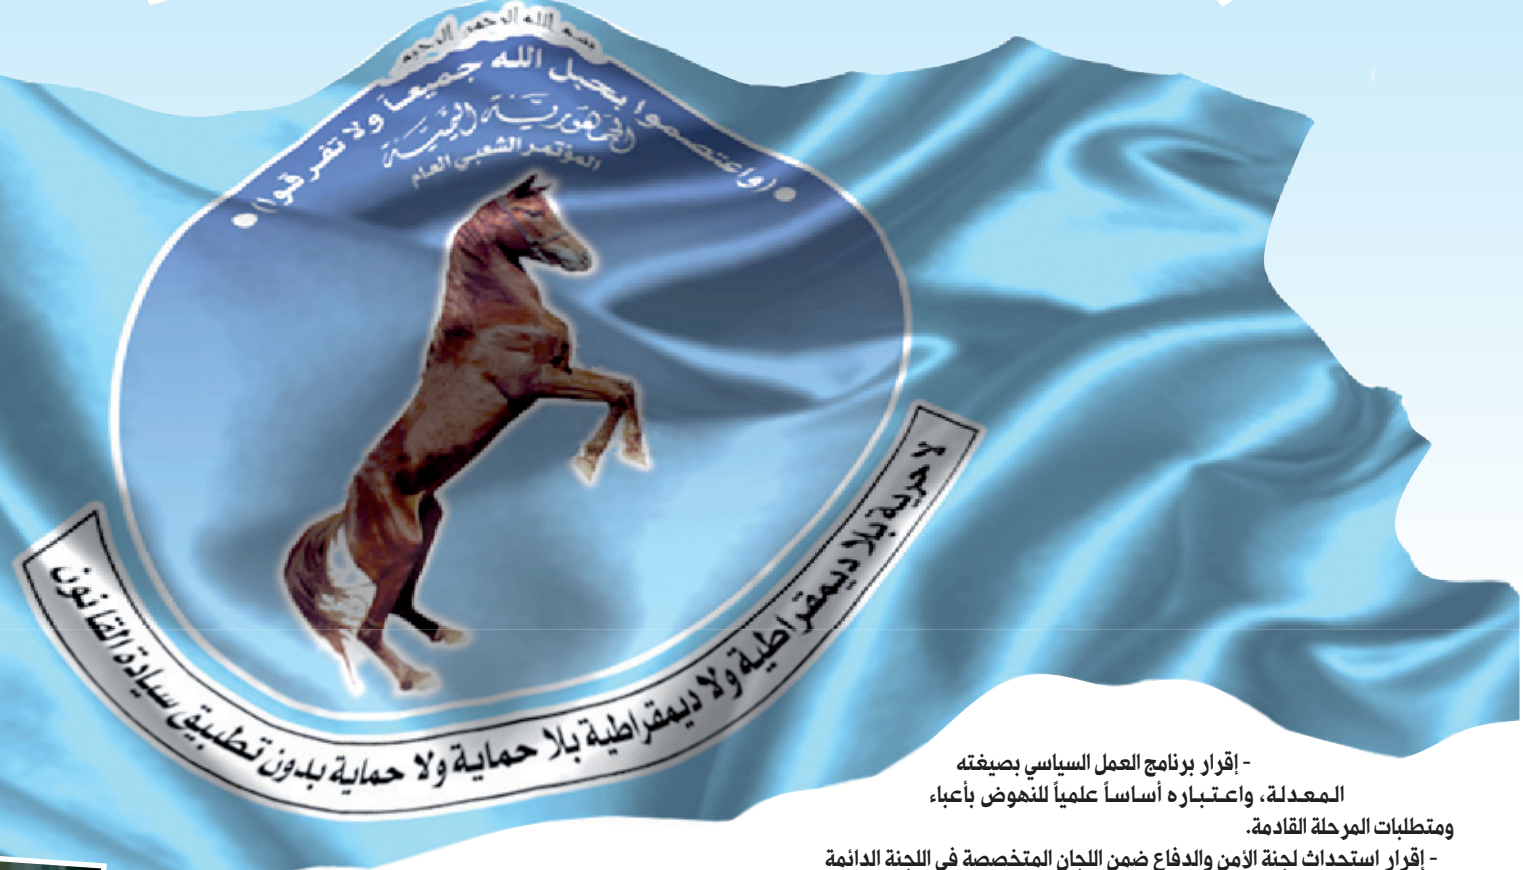 بسم الله الرحمن الرحيم
(واعتصموا بحبل الله جميعاً ولا تفرقوا)
الجمهورية اليمنية
المؤتمر الشعبي العام
لا حرية بلا ديمقراطية ولا ديمقراطية بلا حماية ولا حماية بدون تطبيق سيادة القانون
- إقرار برنامج العمل السياسي بصيغته
المعدلة، واعتباره أساساً علمياً للنهوض بأعباء
ومتطلبات المرحلة القادمة.
- إقرار استحداث لجنة الأمن والدفاع ضمن اللجان المتخصصة في اللجنة الدائمة